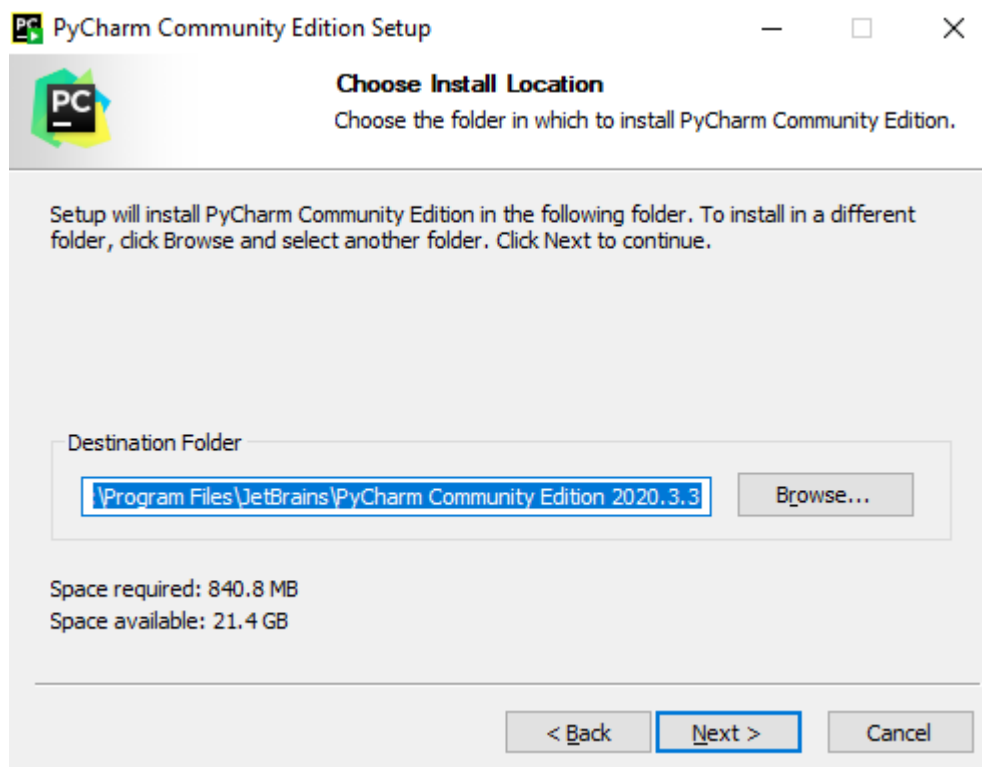 PyCharm Community Edition Setup
PC
Choose Install Location
Choose the folder in which to install PyCharm Community Edition.
Setup will install PyCharm Community Edition in the following folder. To install in a different
folder, click Browse and select another folder. Click Next to continue.
Destination Folder
:\Program Files\JetBrains\PyCharm Community Edition 2020.3.3
Browse...
Space required: 840.8 MB
Space available: 21.4 GB
< Back
Next >
Cancel